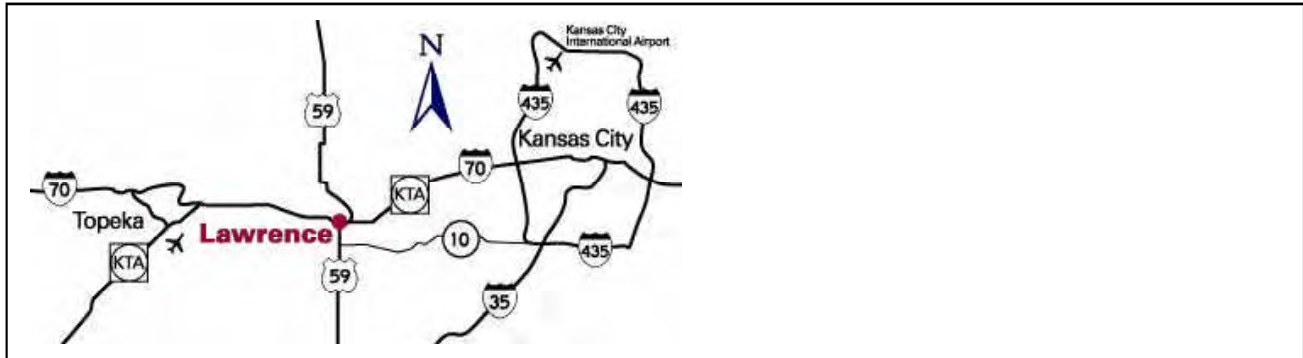 Kansas City
International Airport
N
59
435
435
Kansas City
70
KTA
70
Topeka
Lawrence
10
435
KTA
59
35